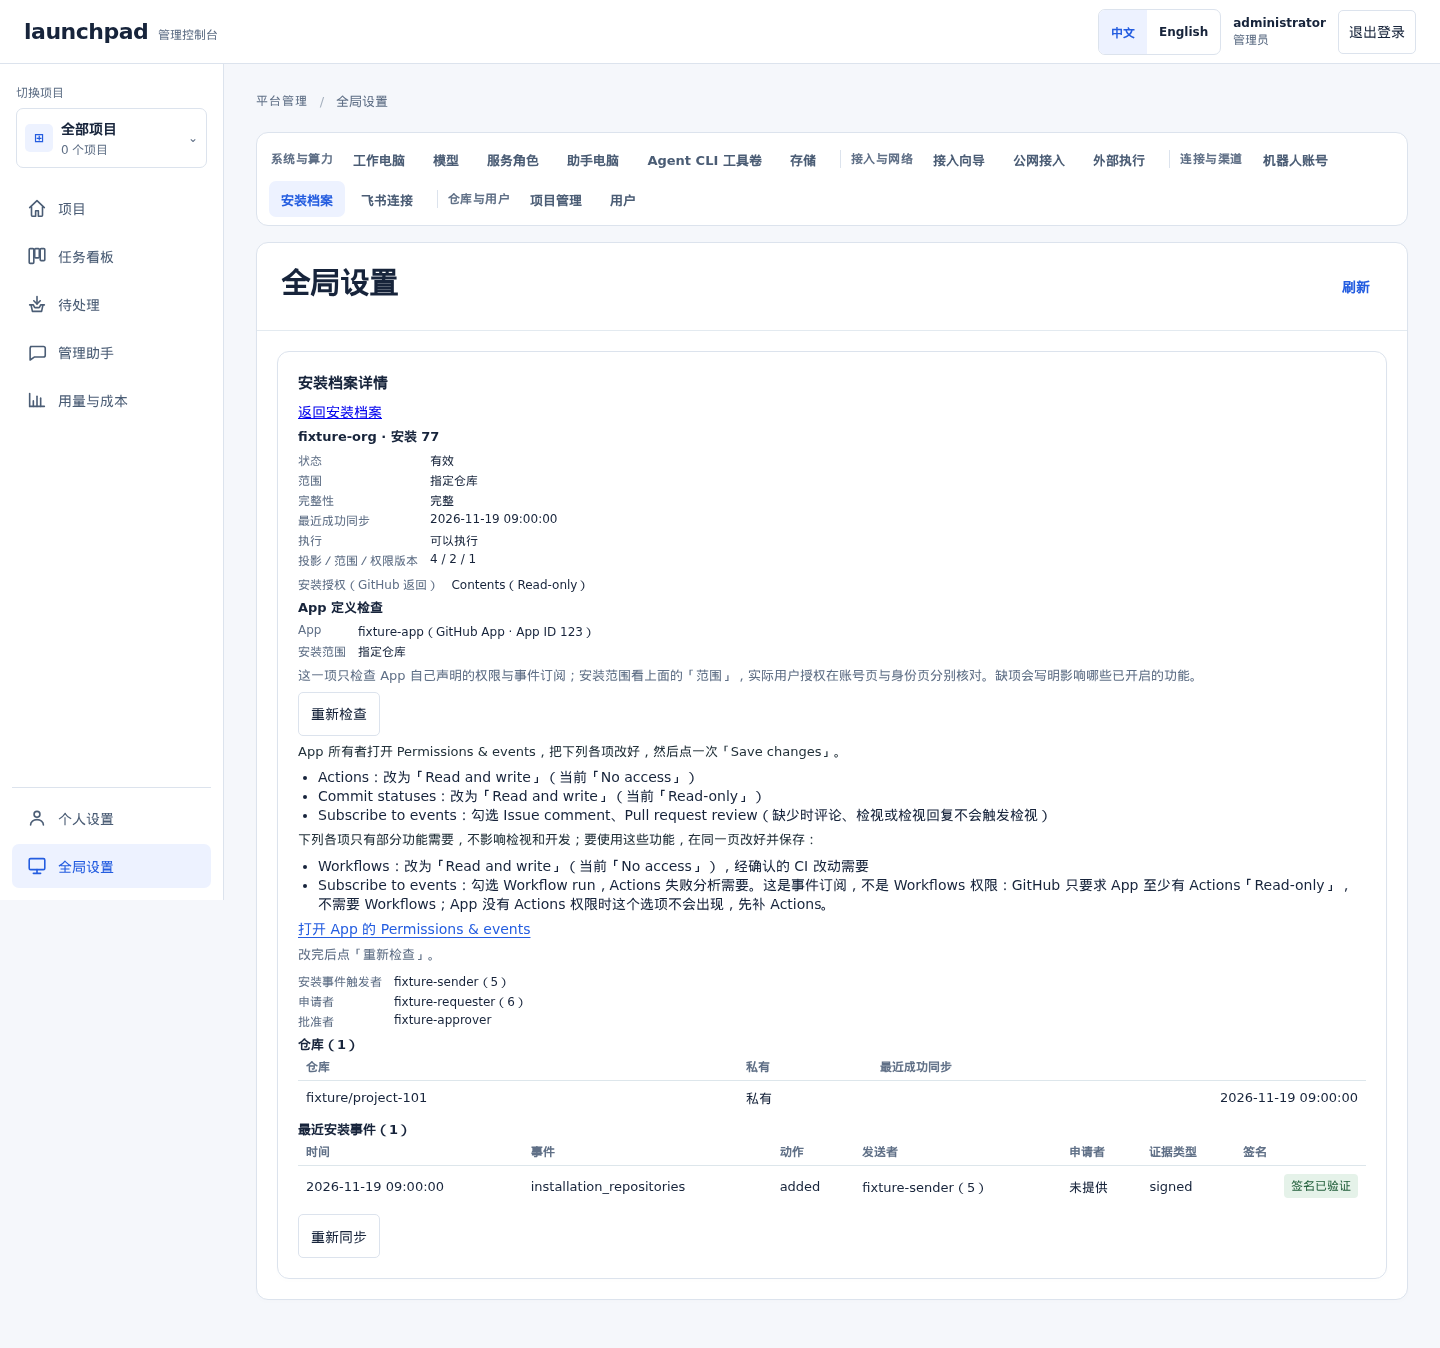 launchpad 管理控制台
中文 English administrator 管理员 退出登录
切换项目
全部项目
0 个项目
项目
任务看板
待处理
管理助手
用量与成本
个人设置
全局设置
平台管理 / 全局设置
系统与算力 工作电脑 模型 服务角色 助手电脑 Agent CLI 工具卷 存储 接入与网络 接入向导 公网接入 外部执行 连接与渠道 机器人账号
安装档案 飞书连接 仓库与用户 项目管理 用户
全局设置 刷新
安装档案详情
返回安装档案
fixture-org · 安装 77
状态 有效
范围 指定仓库
完整性 完整
最近成功同步 2026-11-19 09:00:00
执行 可以执行
投影 / 范围 / 权限版本 4 / 2 / 1
安装授权（GitHub 返回） Contents（Read-only）
App 定义检查
App fixture-app（GitHub App · App ID 123）
安装范围 指定仓库
这一项只检查 App 自己声明的权限与事件订阅；安装范围看上面的「范围」，实际用户授权在账号页与身份页分别核对。缺项会写明影响哪些已开启的功能。
重新检查
App 所有者打开 Permissions & events，把下列各项改好，然后点一次「Save changes」。
• Actions：改为「Read and write」（当前「No access」）
• Commit statuses：改为「Read and write」（当前「Read-only」）
• Subscribe to events：勾选 Issue comment、Pull request review（缺少时评论、检视或检视回复不会触发检视）
下列各项只有部分功能需要，不影响检视和开发；要使用这些功能，在同一页改好并保存：
• Workflows：改为「Read and write」（当前「No access」），经确认的 CI 改动需要
• Subscribe to events：勾选 Workflow run，Actions 失败分析需要。这是事件订阅，不是 Workflows 权限：GitHub 只要求 App 至少有 Actions「Read-only」，
不需要 Workflows；App 没有 Actions 权限时这个选项不会出现，先补 Actions。
打开 App 的 Permissions & events
改完后点「重新检查」。
安装事件触发者 fixture-sender（5）
申请者 fixture-requester（6）
批准者 fixture-approver
仓库（1）
仓库 私有 最近成功同步
fixture/project-101 私有 2026-11-19 09:00:00
最近安装事件（1）
时间 事件 动作 发送者 申请者 证据类型 签名
2026-11-19 09:00:00 installation_repositories added fixture-sender（5） 未提供 signed 签名已验证
重新同步